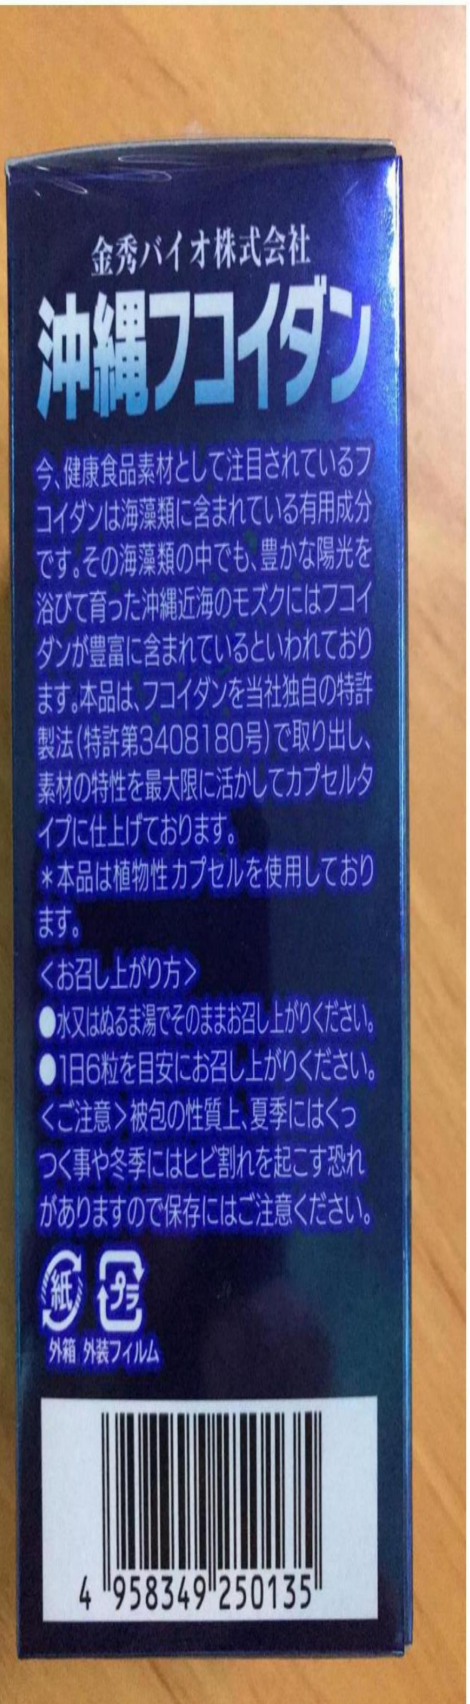 金秀バイオ株式会社
沖縄フコイダン
今、健康食品素材として注目されているフ
コイダンは海藻類に含まれている有用成分
です。その海藻類の中でも、豊かな陽光を
浴びて育った沖縄近海のモズクにはフコイ
ダンが豊富に含まれているといわれており
ます。本品は、フコイダンを当社独自の特許
製法(特許第3408180号)で取り出し、
素材の特性を最大限に活かしてカプセルタ
イプに仕上げております。
＊本品は植物性カプセルを使用しており
ます。
＜お召し上がり方＞
●水又はぬるま湯でそのままお召し上がりください。
●1日6粒を目安にお召し上がりください。
＜ご注意＞被包の性質上、夏季にはくっ
つく事や冬季にはヒビ割れを起こす恐れ
がありますので保存にはご注意ください。
紙 プラ
外箱 外装フィルム
4 958349 250135